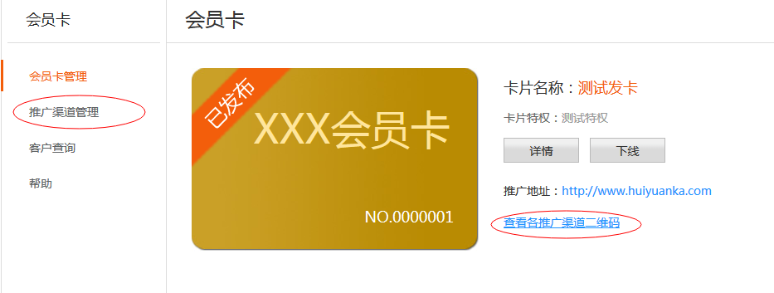 会员卡
会员卡
会员卡管理
推广渠道管理
客户查询
帮助
已发布
XXX会员卡
NO.0000001
卡片名称：测试发卡
卡片特权：测试特权
详情 下线
推广地址：http://www.huiyuanka.com
查看各推广渠道二维码